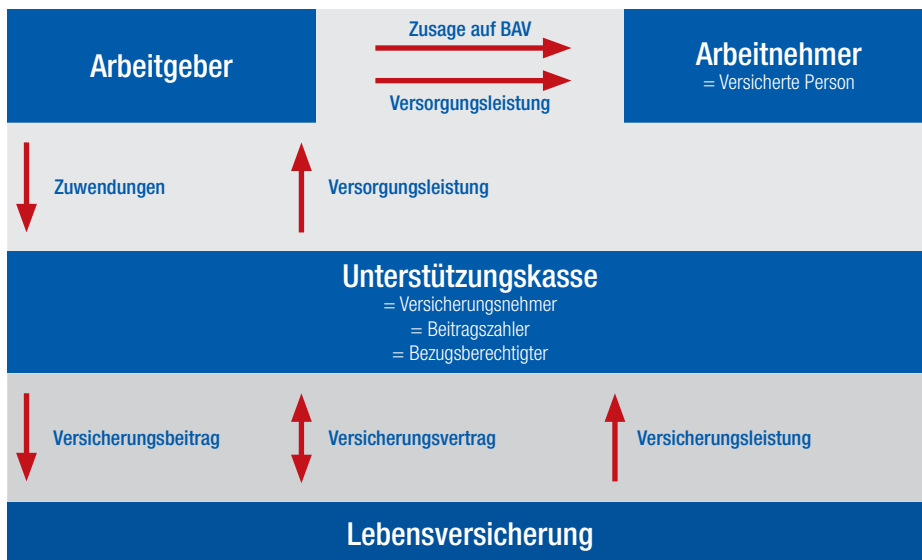 Arbeitgeber
Zusage auf BAV
Versorgungsleistung
Arbeitnehmer
= Versicherte Person
Zuwendungen
Versorgungsleistung
Unterstützungskasse
= Versicherungsnehmer
= Beitragszahler
= Bezugsberechtigter
Versicherungsbeitrag
Versicherungsvertrag
Versicherungsleistung
Lebensversicherung